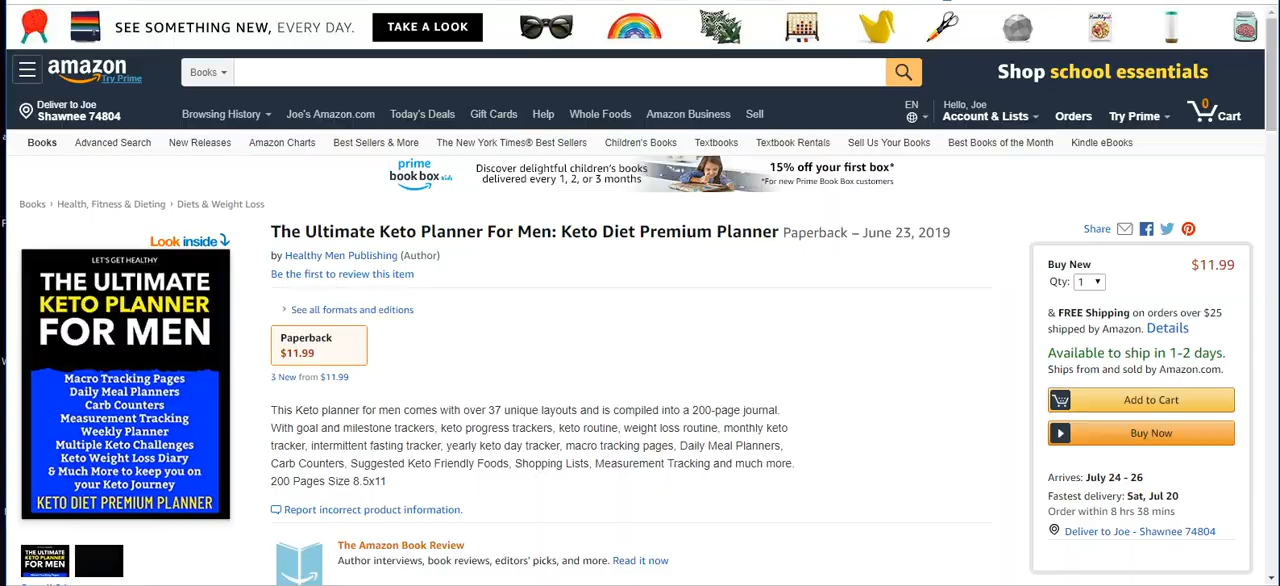 SEE SOMETHING NEW, EVERY DAY.
TAKE A LOOK
amazon
Try Prime
Books
Shop school essentials
Deliver to Joe
Shawnee 74804
Browsing History
Joe's Amazon.com
Today's Deals
Gift Cards
Help
Whole Foods
Amazon Business
Sell
EN
Hello, Joe
Account & Lists
Orders
Try Prime
0
Cart
Books
Advanced Search
New Releases
Amazon Charts
Best Sellers & More
The New York Times® Best Sellers
Children's Books
Textbooks
Textbook Rentals
Sell Us Your Books
Best Books of the Month
Kindle eBooks
prime
book box kids
Discover delightful children's books
delivered every 1, 2, or 3 months
15% off your first box*
*For new Prime Book Box customers
Books › Health, Fitness & Dieting › Diets & Weight Loss
Look inside
LET'S GET HEALTHY
THE ULTIMATE
KETO PLANNER
FOR MEN
Macro Tracking Pages
Daily Meal Planners
Carb Counters
Measurement Tracking
Weekly Planner
Multiple Keto Challenges
Keto Weight Loss Diary
& Much More to keep you on
your Keto Journey
KETO DIET PREMIUM PLANNER
THE ULTIMATE
KETO PLANNER
FOR MEN
The Ultimate Keto Planner For Men: Keto Diet Premium Planner Paperback – June 23, 2019
by Healthy Men Publishing (Author)
Be the first to review this item
› See all formats and editions
Paperback
$11.99
3 New from $11.99
This Keto planner for men comes with over 37 unique layouts and is compiled into a 200-page journal.
With goal and milestone trackers, keto progress trackers, keto routine, weight loss routine, monthly keto
tracker, intermittent fasting tracker, yearly keto day tracker, macro tracking pages, Daily Meal Planners,
Carb Counters, Suggested Keto Friendly Foods, Shopping Lists, Measurement Tracking and much more.
200 Pages Size 8.5x11
Report incorrect product information.
The Amazon Book Review
Author interviews, book reviews, editors' picks, and more. Read it now
Share
Buy New
$11.99
Qty: 1
& FREE Shipping on orders over $25
shipped by Amazon. Details
Available to ship in 1-2 days.
Ships from and sold by Amazon.com.
Add to Cart
Buy Now
Arrives: July 24 - 26
Fastest delivery: Sat, Jul 20
Order within 8 hrs 38 mins
Deliver to Joe - Shawnee 74804